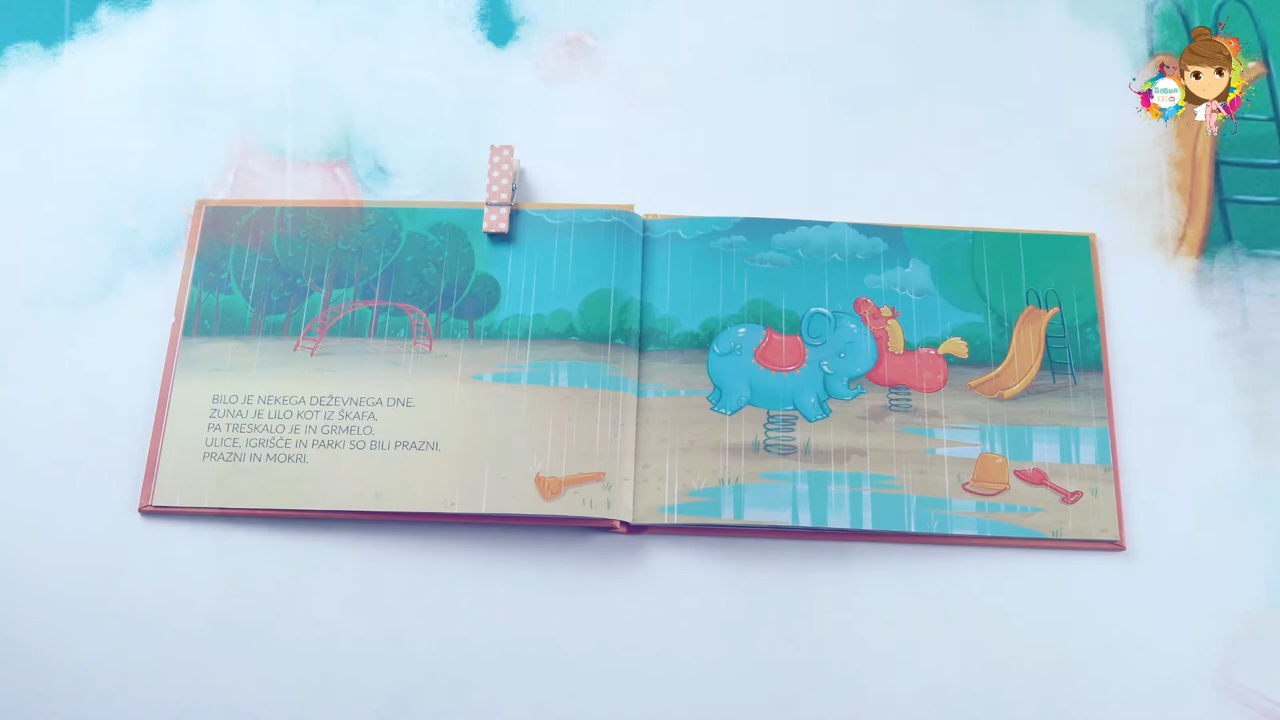 BILO JE NEKEGA DEŽEVNEGA DNE.
ZUNAJ JE LILO KOT IZ ŠKAFA.
PA TRESKALO JE IN GRMELO.
ULICE, IGRIŠČE IN PARKI SO BILI PRAZNI.
PRAZNI IN MOKRI.